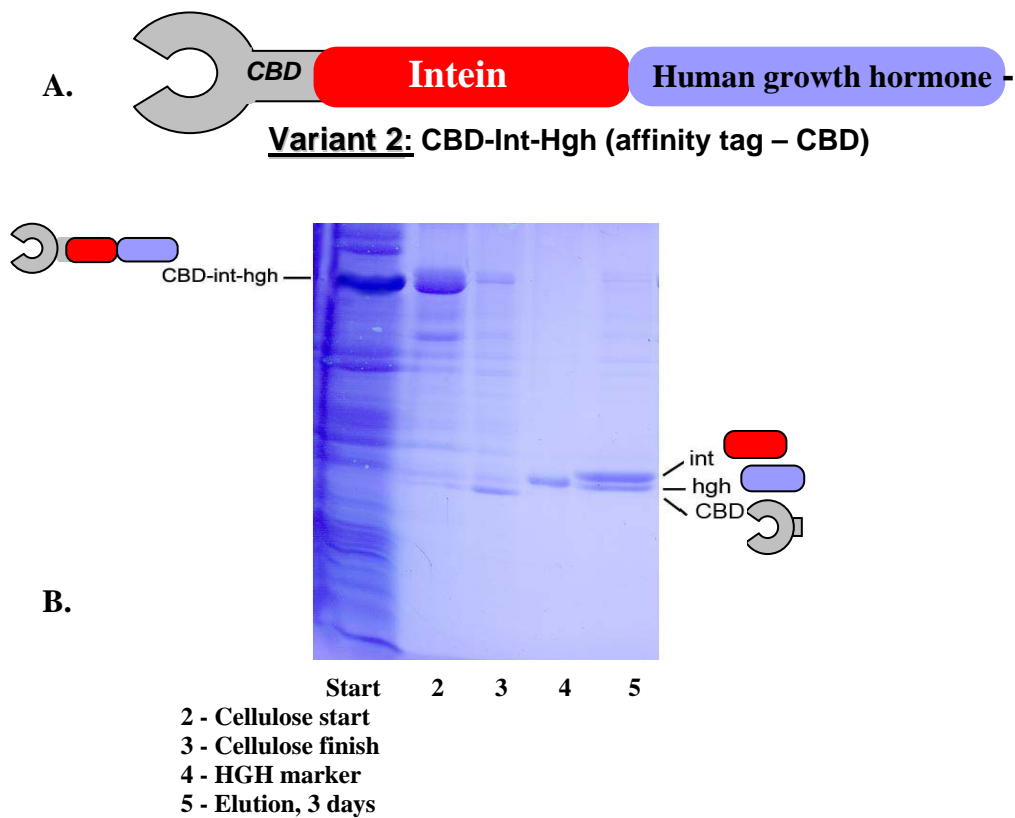 A.
CBD
Intein
Human growth hormone -
Variant 2: CBD-Int-Hgh (affinity tag – CBD)
CBD-int-hgh
int
hgh
CBD
B.
Start 2 3 4 5
2 - Cellulose start
3 - Cellulose finish
4 - HGH marker
5 - Elution, 3 days